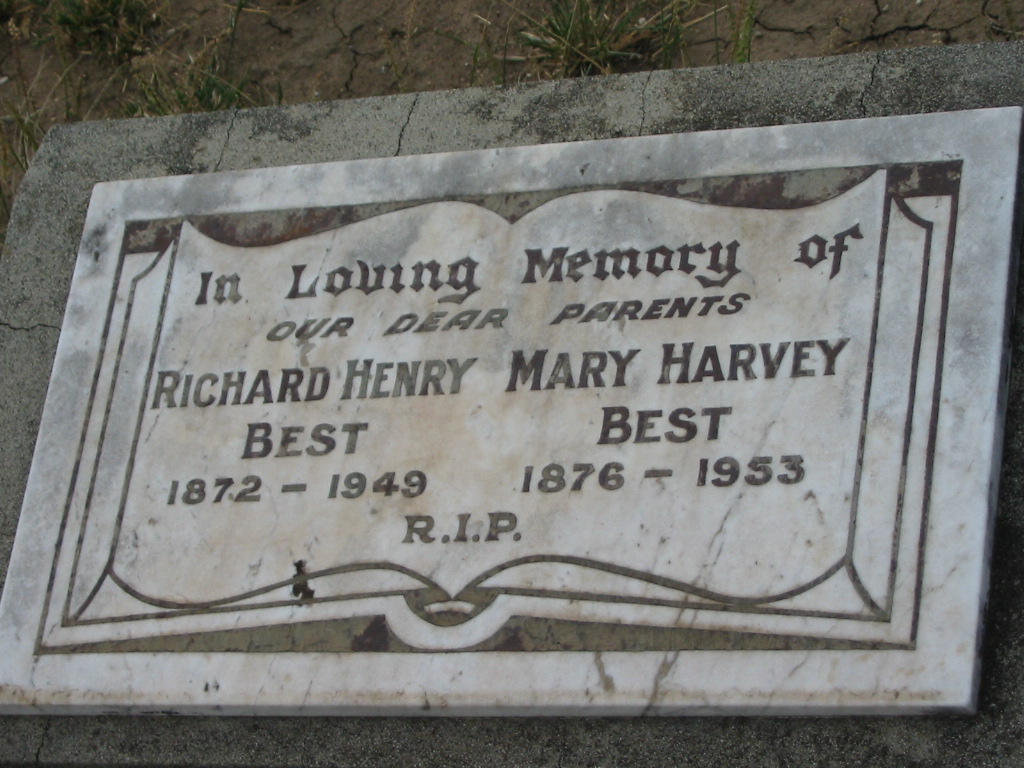 In Loving Memory of
OUR DEAR PARENTS
RICHARD HENRY
BEST
1872 - 1949
MARY HARVEY
BEST
1876 - 1953
R.I.P.